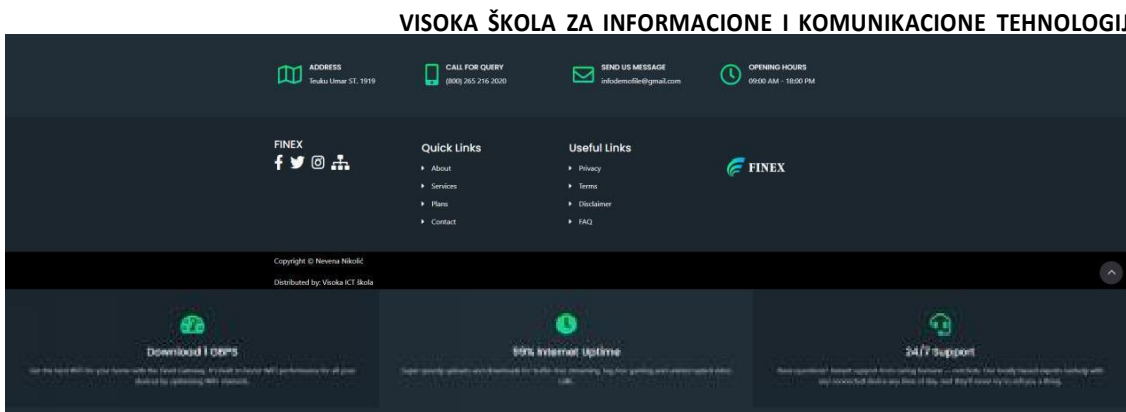 VISOKA ŠKOLA ZA INFORMACIONE I KOMUNIKACIONE TEHNOLOGIJ
ADDRESS
Teuku Umar ST. 1919
CALL FOR QUERY
(800) 265 216 2020
SEND US MESSAGE
infodemofile@gmail.com
OPENING HOURS
09:00 AM - 18:00 PM
FINEX
Quick Links
About
Services
Plans
Contact
Useful Links
Privacy
Terms
Disclaimer
FAQ
FINEX
Copyright © Nevena Nikolić
Distributed by: Visoka ICT škola
Download 1 GBPS
99% Internet Uptime
24/7 Support